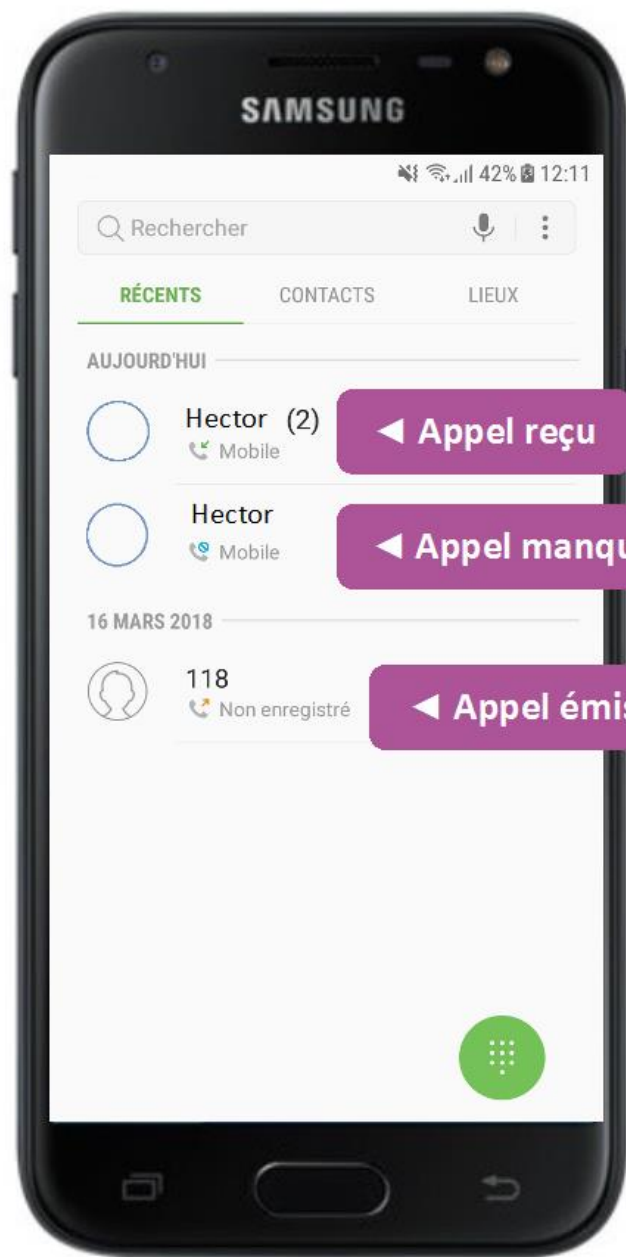 SAMSUNG
42% 12:11
Rechercher
RÉCENTS CONTACTS LIEUX
AUJOURD'HUI
Hector (2)
Mobile
◄ Appel reçu
Hector
Mobile
◄ Appel manqu
16 MARS 2018
118
Non enregistré
◄ Appel émis